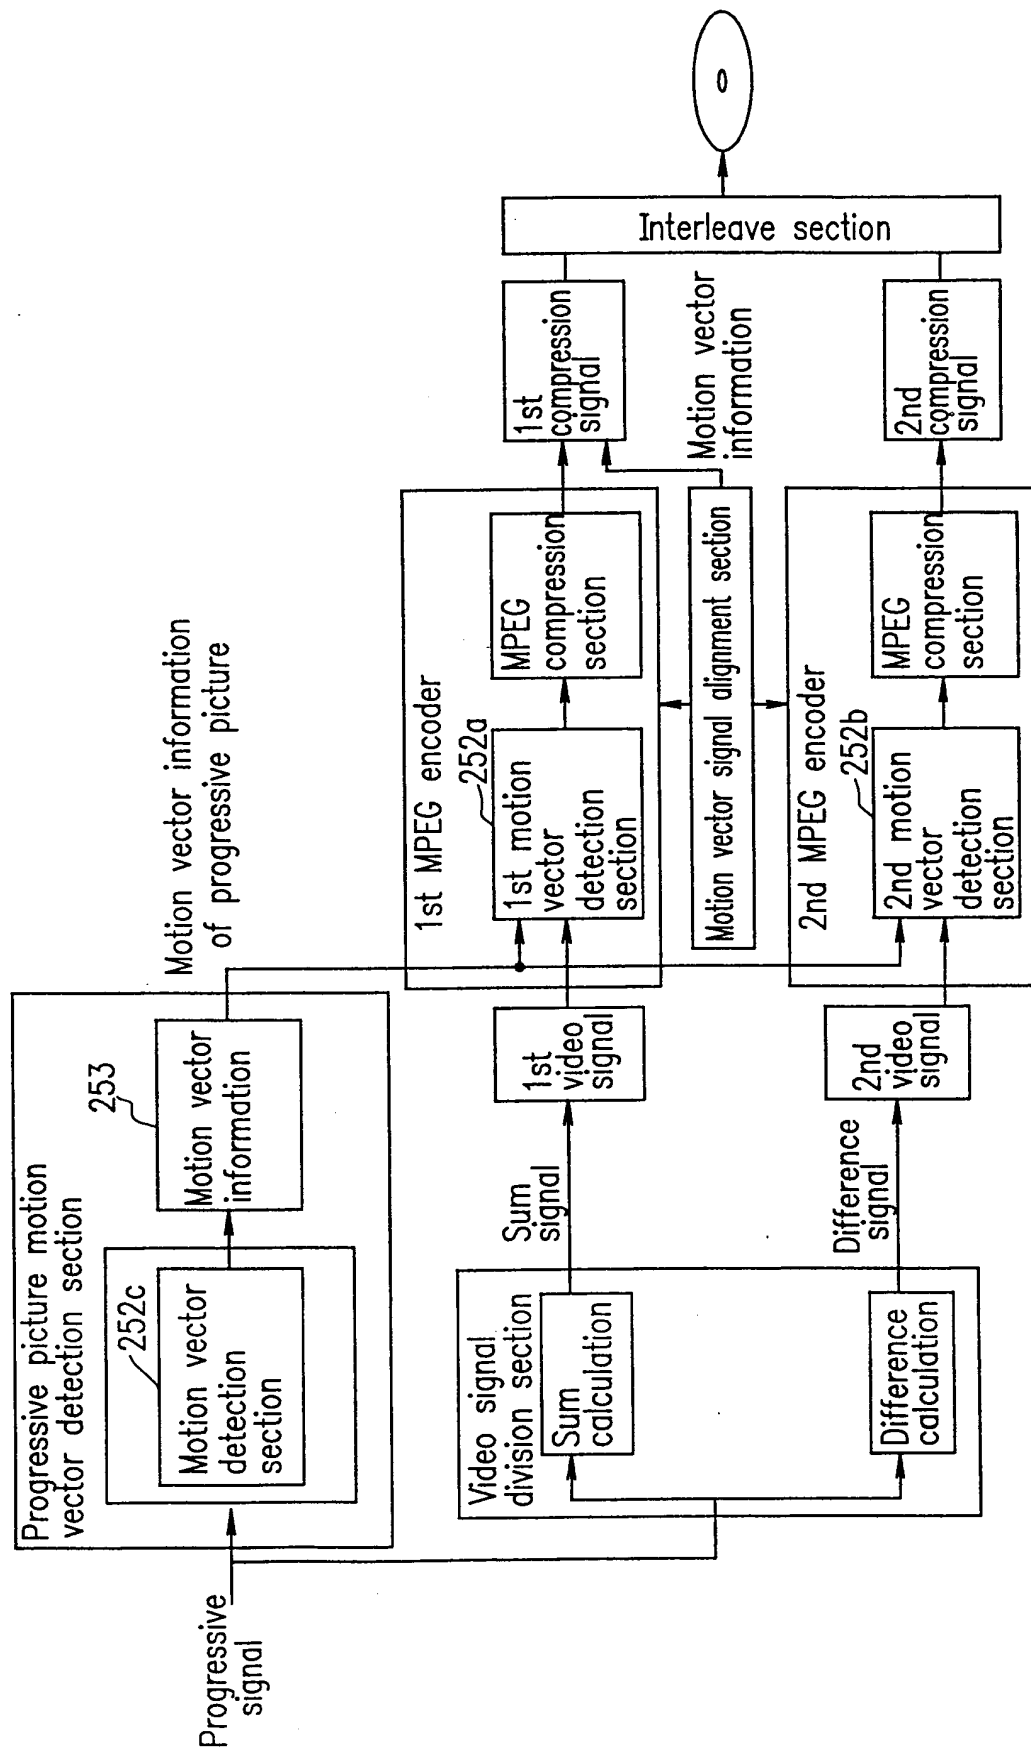 Progressive
signal
Progressive picture motion
vector detection section
252c
Motion vector
detection
section
253
Motion vector
information
Motion vector information
of progressive picture
Video signal
division section
Sum
calculation
Difference
calculation
Sum
signal
Difference
signal
1st
video
signal
2nd
video
signal
1st MPEG encoder
252a
1st motion
vector
detection
section
MPEG
compression
section
Motion vector signal alignment section
2nd MPEG encoder
252b
2nd motion
vector
detection
section
MPEG
compression
section
1st
compression
signal
Motion vector
information
2nd
compression
signal
Interleave section